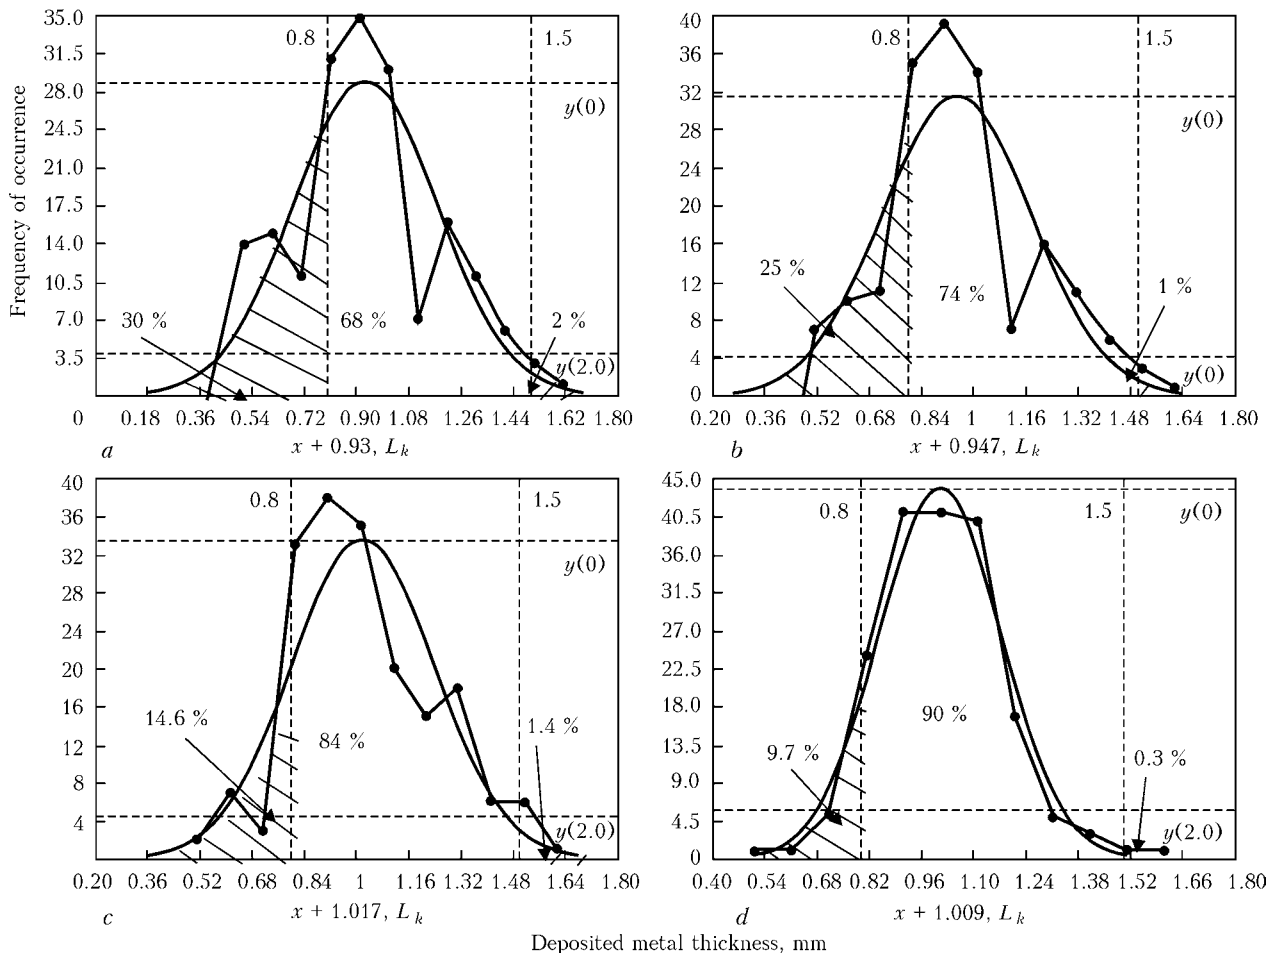 Frequency of occurrence
35.0
31.5
28.0
24.5
21.0
17.5
14.0
10.5
7.0
3.5
0.8
1.5
y(0)
30 %
68 %
2 %
y(2.0)
0 0.18 0.36 0.54 0.72 0.90 1.08 1.26 1.44 1.62 1.80
a
x + 0.93, Lk
40
36
32
28
24
20
16
12
8
4
0
0.8
1.5
y(0)
25 %
74 %
1 %
y(0)
0.20 0.36 0.52 0.68 0.84 1 1.16 1.32 1.48 1.64 1.80
b
x + 0.947, Lk
40
36
32
28
24
20
16
12
8
4
0.8
1.5
y(0)
14.6 %
84 %
1.4 %
y(2.0)
0.20 0.36 0.52 0.68 0.84 1 1.16 1.32 1.48 1.64 1.80
c
x + 1.017, Lk
45.0
40.5
36.0
31.5
27.0
22.5
18.0
13.5
9.0
4.5
0
0.8
1.5
y(0)
9.7 %
90 %
0.3 %
y(2.0)
0.40 0.54 0.68 0.82 0.96 1.10 1.24 1.38 1.52 1.66 1.80
d
x + 1.009, Lk
Deposited metal thickness, mm